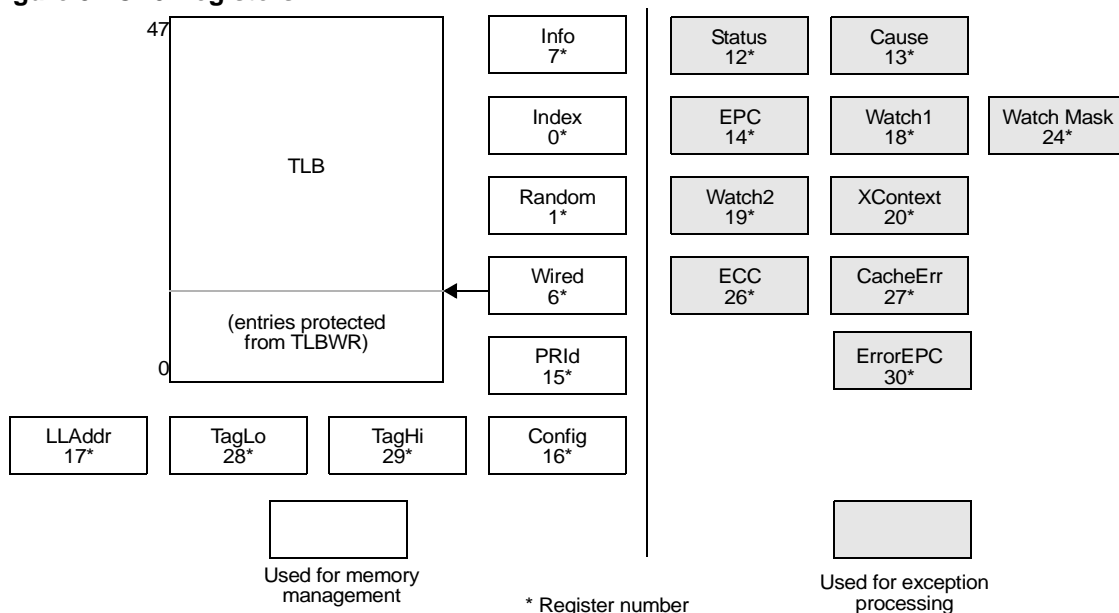 47
TLB
(entries protected
from TLBWR)
0
Info
7*
Index
0*
Random
1*
Wired
6*
PRId
15*
LLAddr
17*
TagLo
28*
TagHi
29*
Config
16*
Used for memory
management
* Register number
Status
12*
Cause
13*
EPC
14*
Watch1
18*
Watch Mask
24*
Watch2
19*
XContext
20*
ECC
26*
CacheErr
27*
ErrorEPC
30*
Used for exception
processing